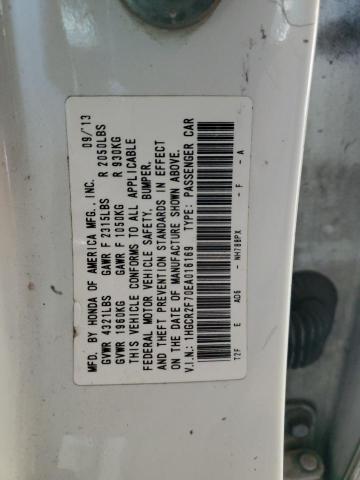 MFD. BY HONDA OF AMERICA MFG., INC. 09/13
GVWR 4321LBS GAWR F 2315LBS R 2050LBS
GVWR 1960KG GAWR F 1050KG R 930KG
THIS VEHICLE CONFORMS TO ALL APPLICABLE
FEDERAL MOTOR VEHICLE SAFETY, BUMPER,
AND THEFT PREVENTION STANDARDS IN EFFECT
ON THE DATE OF MANUFACTURE SHOWN ABOVE.
V.I.N.: 1HGCR2F70EA016169 TYPE: PASSENGER CAR
T2F E AD6 - NH788PX - F - A